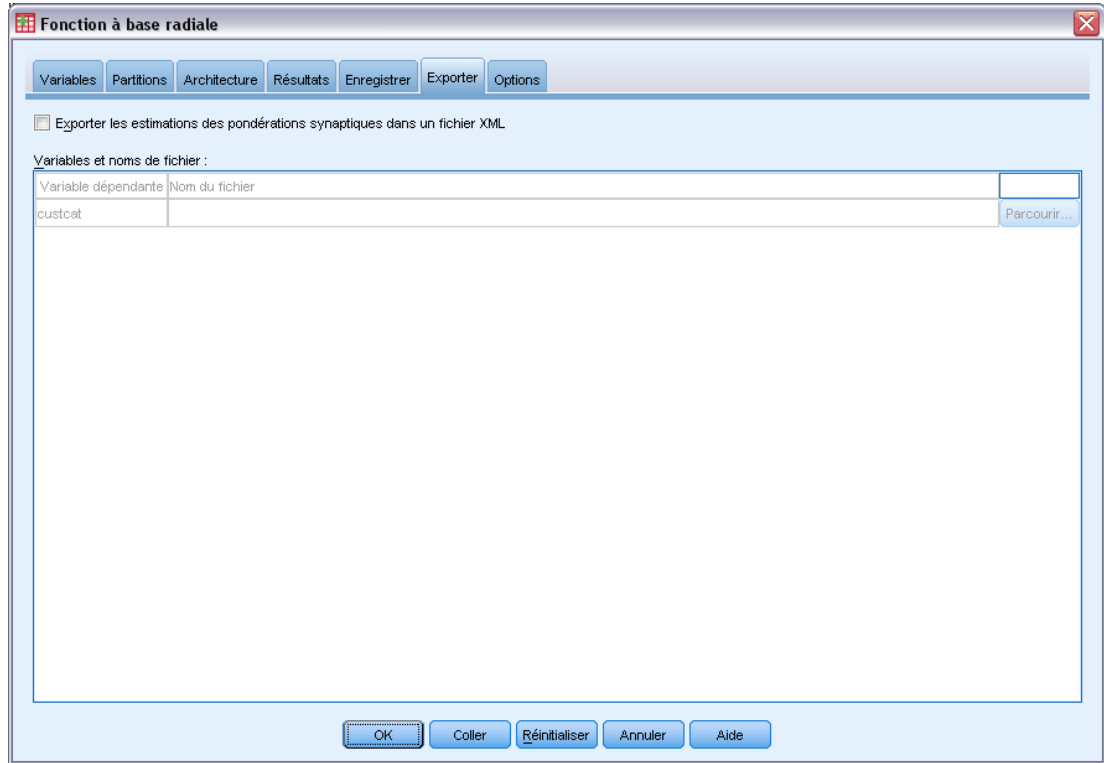 Fonction à base radiale
Variables Partitions Architecture Résultats Enregistrer Exporter Options
Exporter les estimations des pondérations synaptiques dans un fichier XML
Variables et noms de fichier :
Variable dépendante Nom du fichier
custcat Parcourir...
OK Coller Réinitialiser Annuler Aide